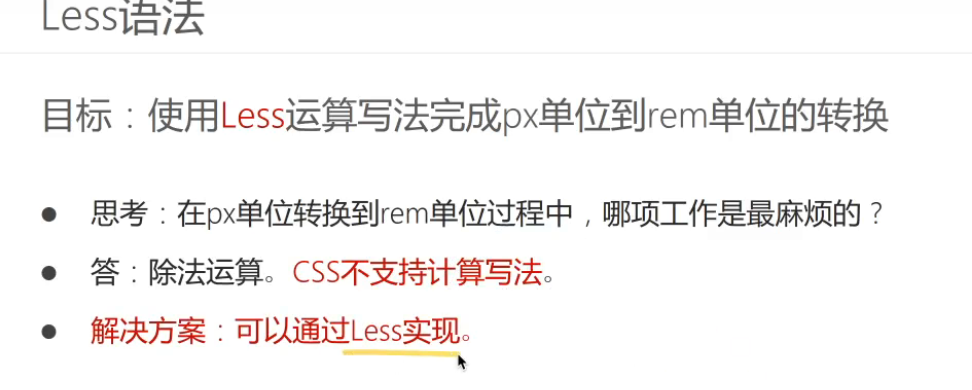 Less语法
目标：使用Less运算写法完成px单位到rem单位的转换
思考：在px单位转换到rem单位过程中，哪项工作是最麻烦的？
答：除法运算。CSS不支持计算写法。
解决方案：可以通过Less实现。